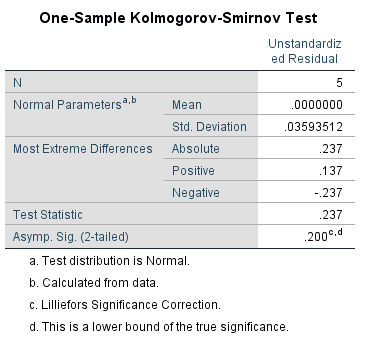 One-Sample Kolmogorov-Smirnov Test
Unstandardiz
ed Residual
N 5
Normal Parametersa,b Mean .0000000
Std. Deviation .03593512
Most Extreme Differences Absolute .237
Positive .137
Negative -.237
Test Statistic .237
Asymp. Sig. (2-tailed) .200c,d
a. Test distribution is Normal.
b. Calculated from data.
c. Lilliefors Significance Correction.
d. This is a lower bound of the true significance.